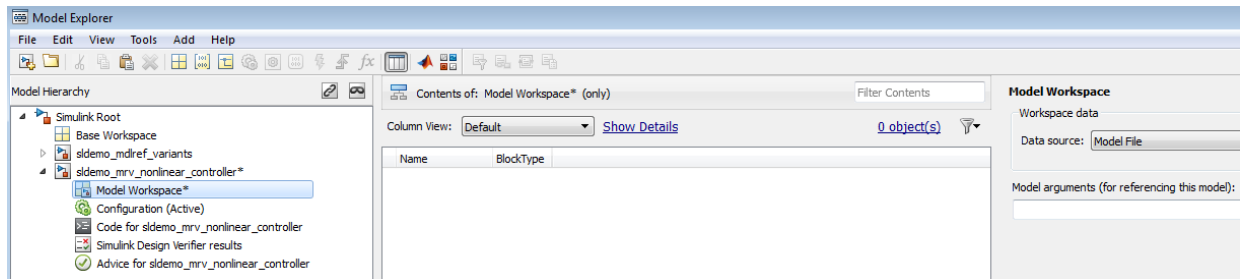 Model Explorer
File Edit View Tools Add Help
fx
Model Hierarchy
Simulink Root
Base Workspace
sldemo_mdlref_variants
sldemo_mrv_nonlinear_controller*
Model Workspace*
Configuration (Active)
Code for sldemo_mrv_nonlinear_controller
Simulink Design Verifier results
Advice for sldemo_mrv_nonlinear_controller
Contents of: Model Workspace* (only)
Filter Contents
Column View: Default Show Details 0 object(s)
Name BlockType
Model Workspace
Workspace data
Data source: Model File
Model arguments (for referencing this model):